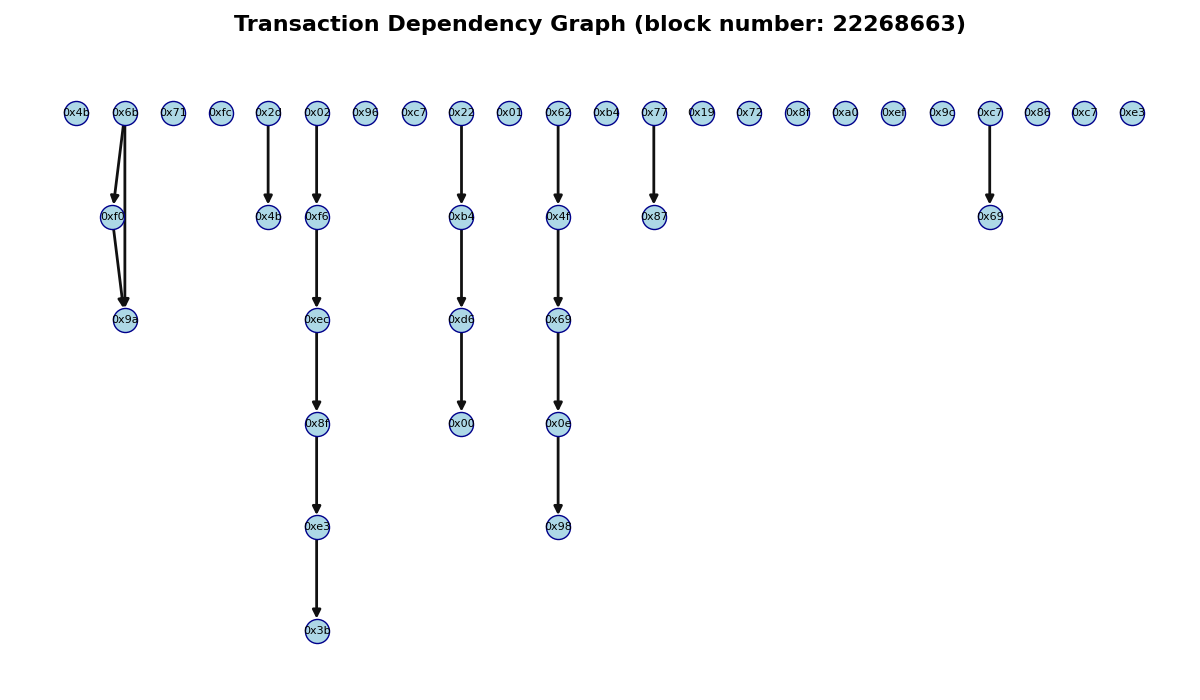 Transaction Dependency Graph (block number: 22268663)
0x4b 0x6b 0x71 0xfc 0x2d 0x02 0x96 0xc7 0x22 0x01 0x62 0xb4 0x77 0x19 0x72 0x8f 0xa0 0xef 0x9c 0xc7 0x86 0xc7 0xe3
0xf0 0x4b 0xf6 0xb4 0x4f 0x87 0x69
0x9a 0xec 0xd6 0x69
0x8f 0x00 0x0e
0xe3 0x98
0x3b